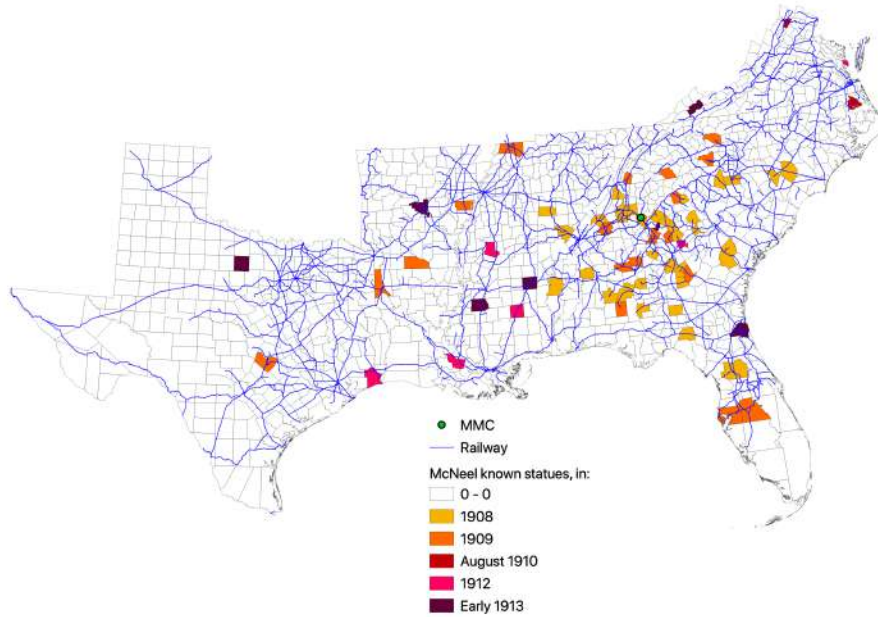 MMC
Railway
McNeel known statues, in:
0 - 0
1908
1909
August 1910
1912
Early 1913